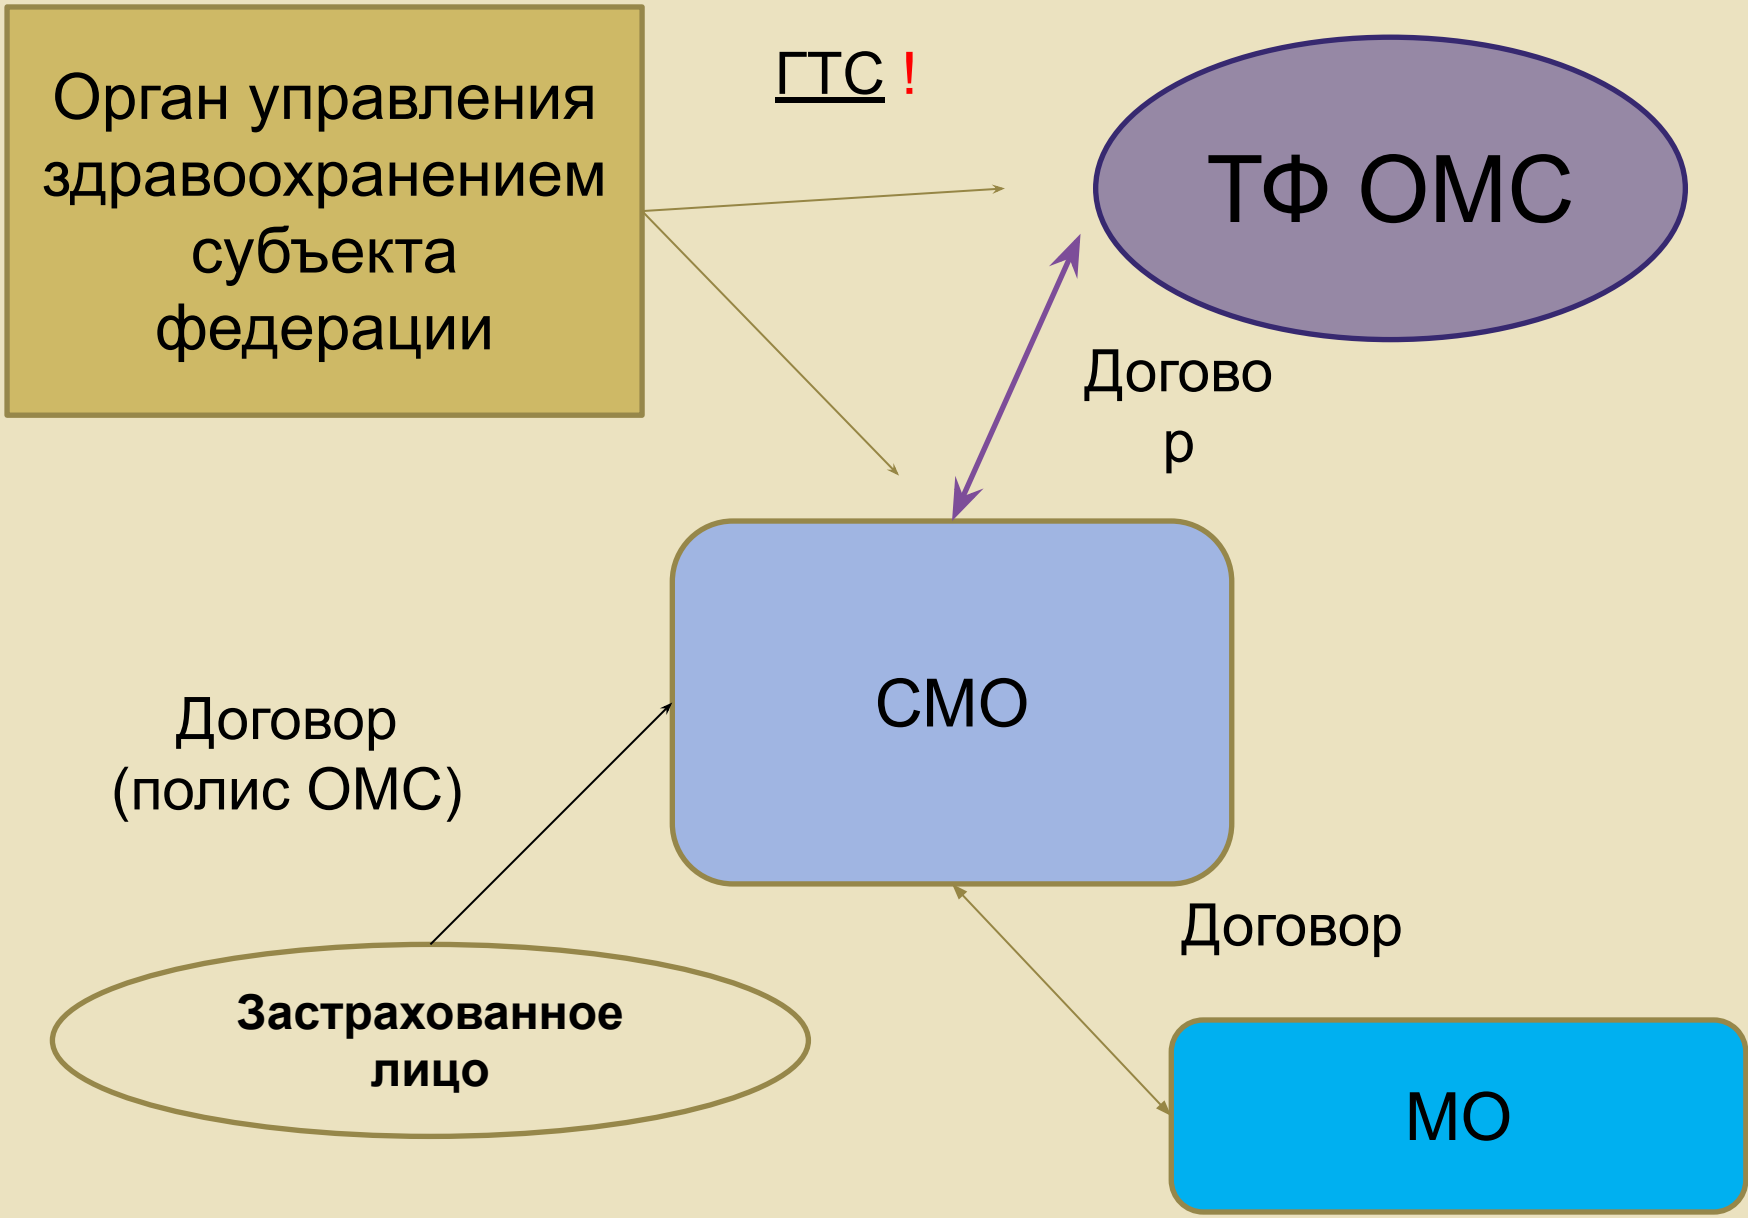 Орган управления
здравоохранением
субъекта
федерации
ГТС !
ТФ ОМС
Догово
р
СМО
Договор
(полис ОМС)
Договор
Застрахованное
лицо
МО